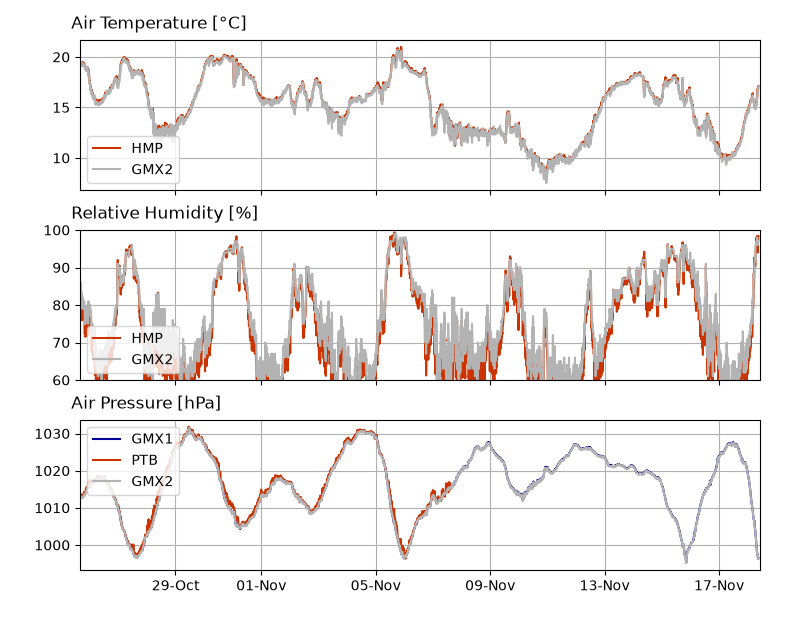 Air Temperature [°C]
20
15
10
HMP
GMX2
Relative Humidity [%]
100
90
80
70
60
HMP
GMX2
Air Pressure [hPa]
1030
1020
1010
1000
GMX1
PTB
GMX2
29-Oct 01-Nov 05-Nov 09-Nov 13-Nov 17-Nov